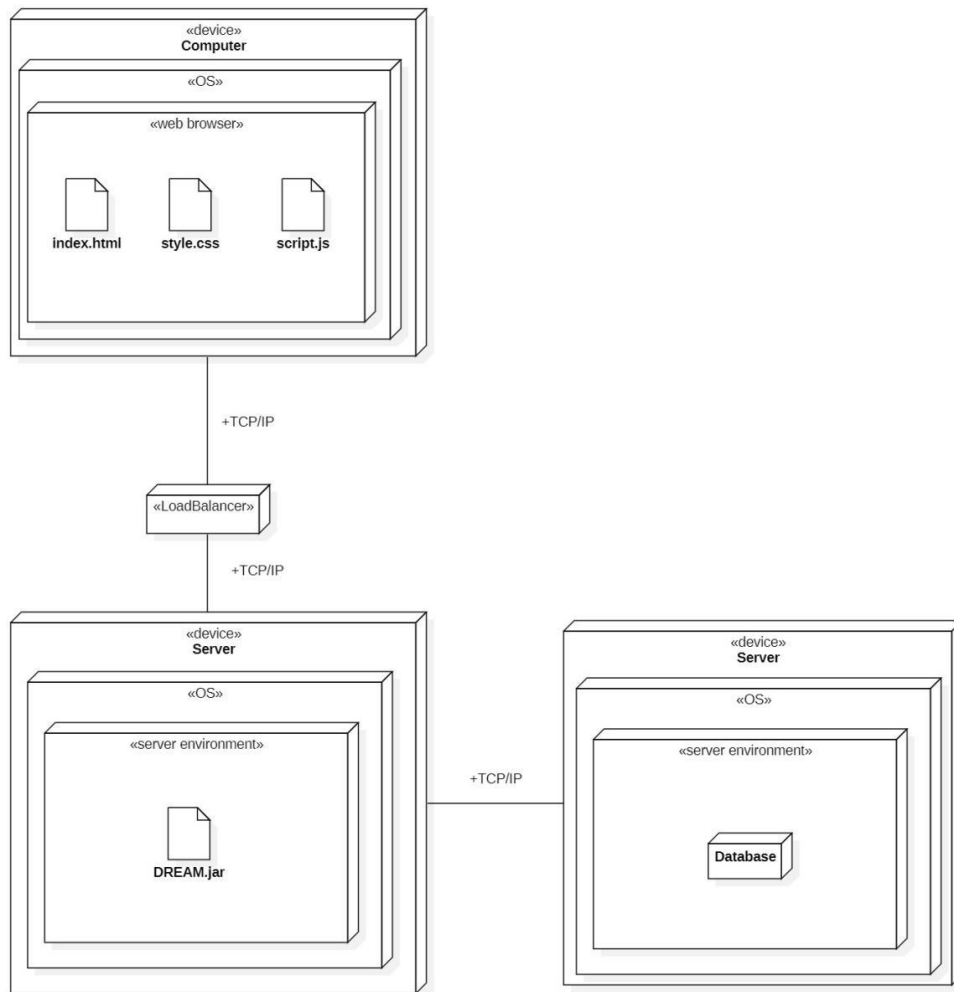 «device»
Computer
«OS»
«web browser»
index.html
style.css
script.js
+TCP/IP
«LoadBalancer»
+TCP/IP
«device»
Server
«OS»
«server environment»
DREAM.jar
+TCP/IP
«device»
Server
«OS»
«server environment»
Database